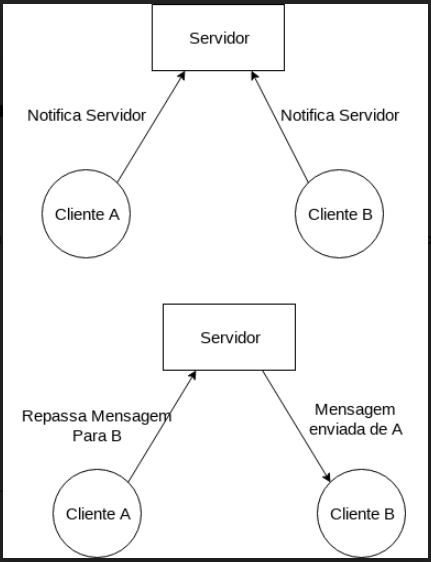 Servidor
Notifica Servidor
Notifica Servidor
Cliente A
Cliente B
Servidor
Repassa Mensagem
Para B
Mensagem
enviada de A
Cliente A
Cliente B